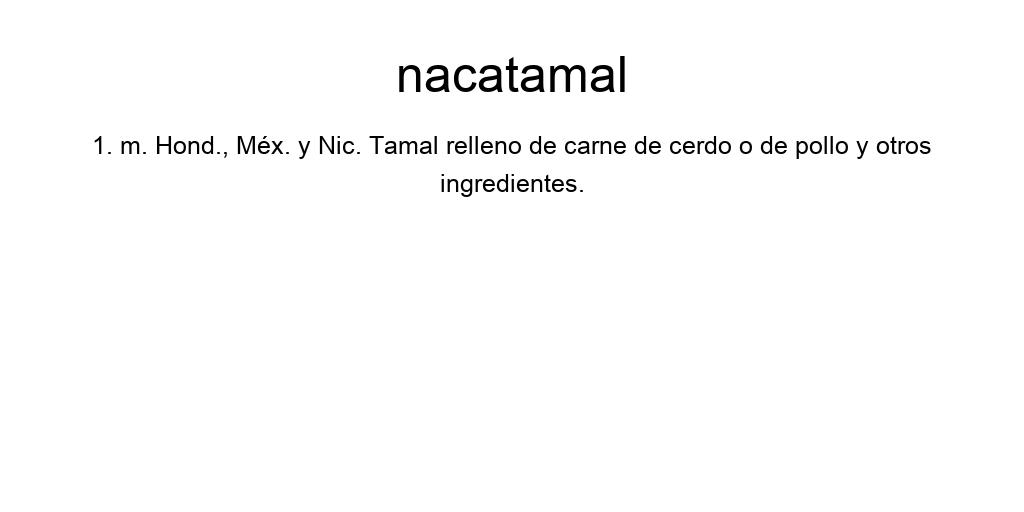 nacatamal
1. m. Hond., Méx. y Nic. Tamal relleno de carne de cerdo o de pollo y otros
ingredientes.